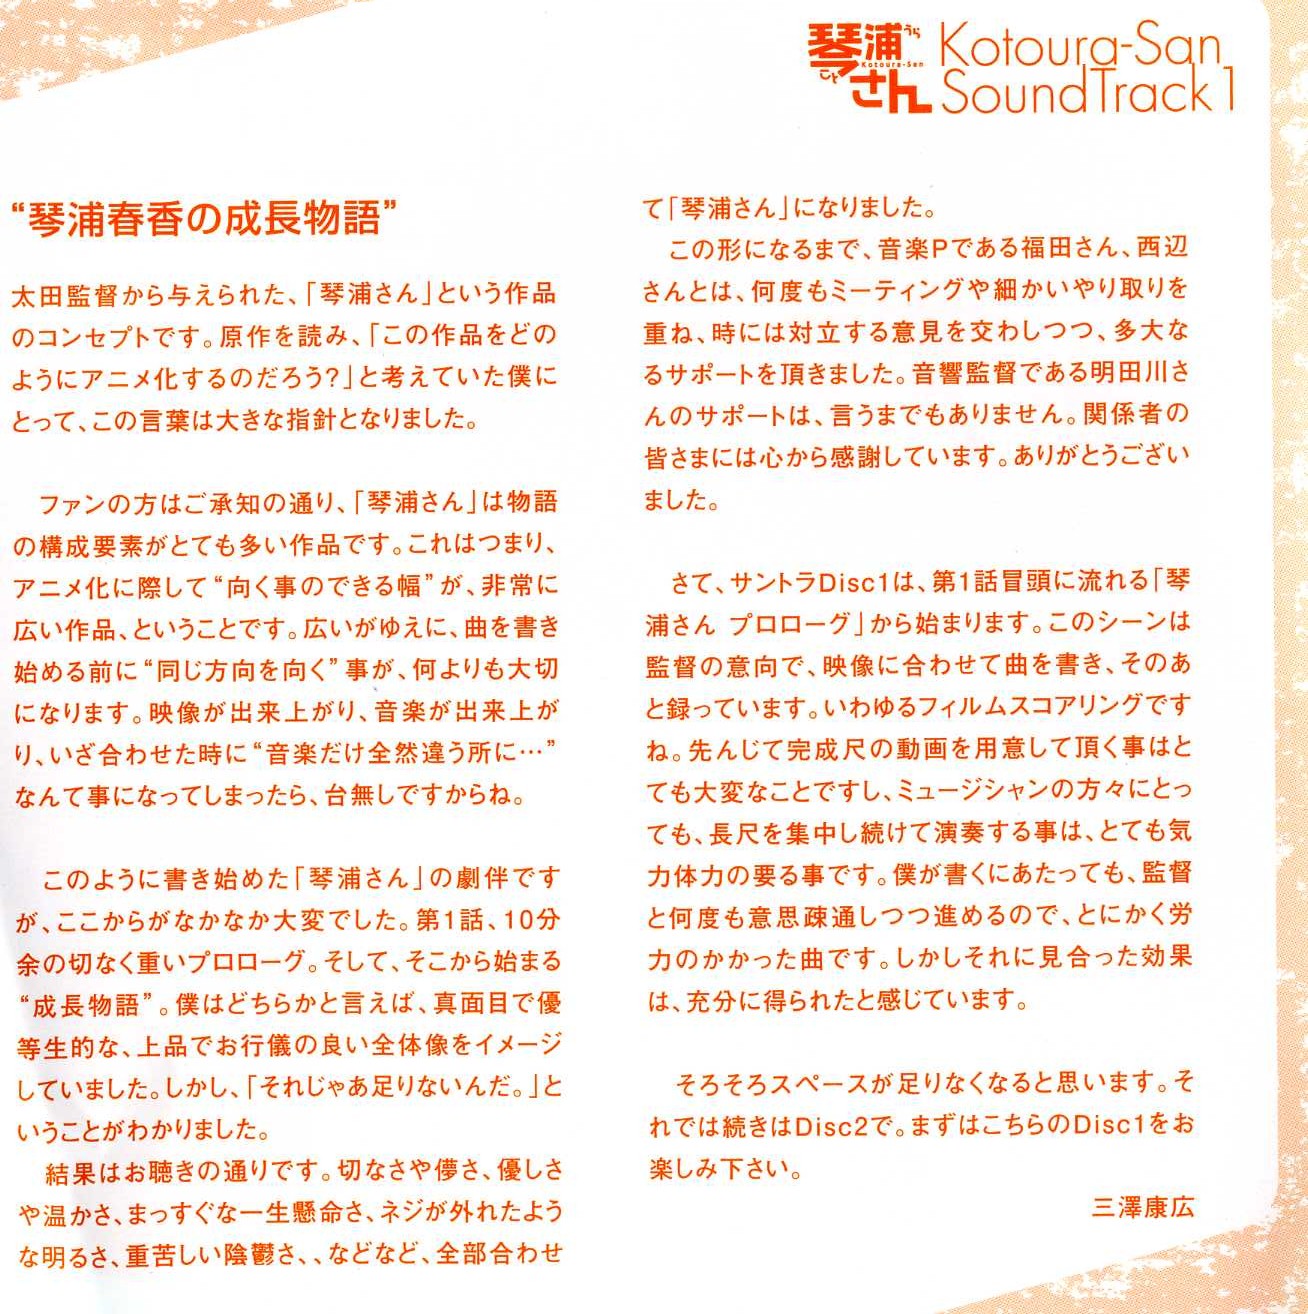 琴浦さん
うら
こと
Kotoura-San
Kotoura-San
SoundTrack1
“琴浦春香の成長物語”
太田監督から与えられた、「琴浦さん」という作品
のコンセプトです。原作を読み、「この作品をどの
ようにアニメ化するのだろう?」と考えていた僕に
とって、この言葉は大きな指針となりました。
　ファンの方はご承知の通り、「琴浦さん」は物語
の構成要素がとても多い作品です。これはつまり、
アニメ化に際して“向く事のできる幅”が、非常に
広い作品、ということです。広いがゆえに、曲を書き
始める前に“同じ方向を向く”事が、何よりも大切
になります。映像が出来上がり、音楽が出来上が
り、いざ合わせた時に“音楽だけ全然違う所に…”
なんて事になってしまったら、台無しですからね。
　このように書き始めた「琴浦さん」の劇伴です
が、ここからがなかなか大変でした。第1話、10分
余の切なく重いプロローグ。そして、そこから始まる
“成長物語”。僕はどちらかと言えば、真面目で優
等生的な、上品でお行儀の良い全体像をイメージ
していました。しかし、「それじゃあ足りないんだ。」と
いうことがわかりました。
　結果はお聴きの通りです。切なさや儚さ、優しさ
や温かさ、まっすぐな一生懸命さ、ネジが外れたよう
な明るさ、重苦しい陰鬱さ、、などなど、全部合わせ
て「琴浦さん」になりました。
　この形になるまで、音楽Pである福田さん、西辺
さんとは、何度もミーティングや細かいやり取りを
重ね、時には対立する意見を交わしつつ、多大な
るサポートを頂きました。音響監督である明田川さ
んのサポートは、言うまでもありません。関係者の
皆さまには心から感謝しています。ありがとうござい
ました。
　さて、サントラDisc1は、第1話冒頭に流れる「琴
浦さん プロローグ」から始まります。このシーンは
監督の意向で、映像に合わせて曲を書き、そのあ
と録っています。いわゆるフィルムスコアリングです
ね。先んじて完成尺の動画を用意して頂く事はと
ても大変なことですし、ミュージシャンの方々にとっ
ても、長尺を集中し続けて演奏する事は、とても気
力体力の要る事です。僕が書くにあたっても、監督
と何度も意思疎通しつつ進めるので、とにかく労
力のかかった曲です。しかしそれに見合った効果
は、充分に得られたと感じています。
　そろそろスペースが足りなくなると思います。そ
れでは続きはDisc2で。まずはこちらのDisc1をお
楽しみ下さい。
三澤康広